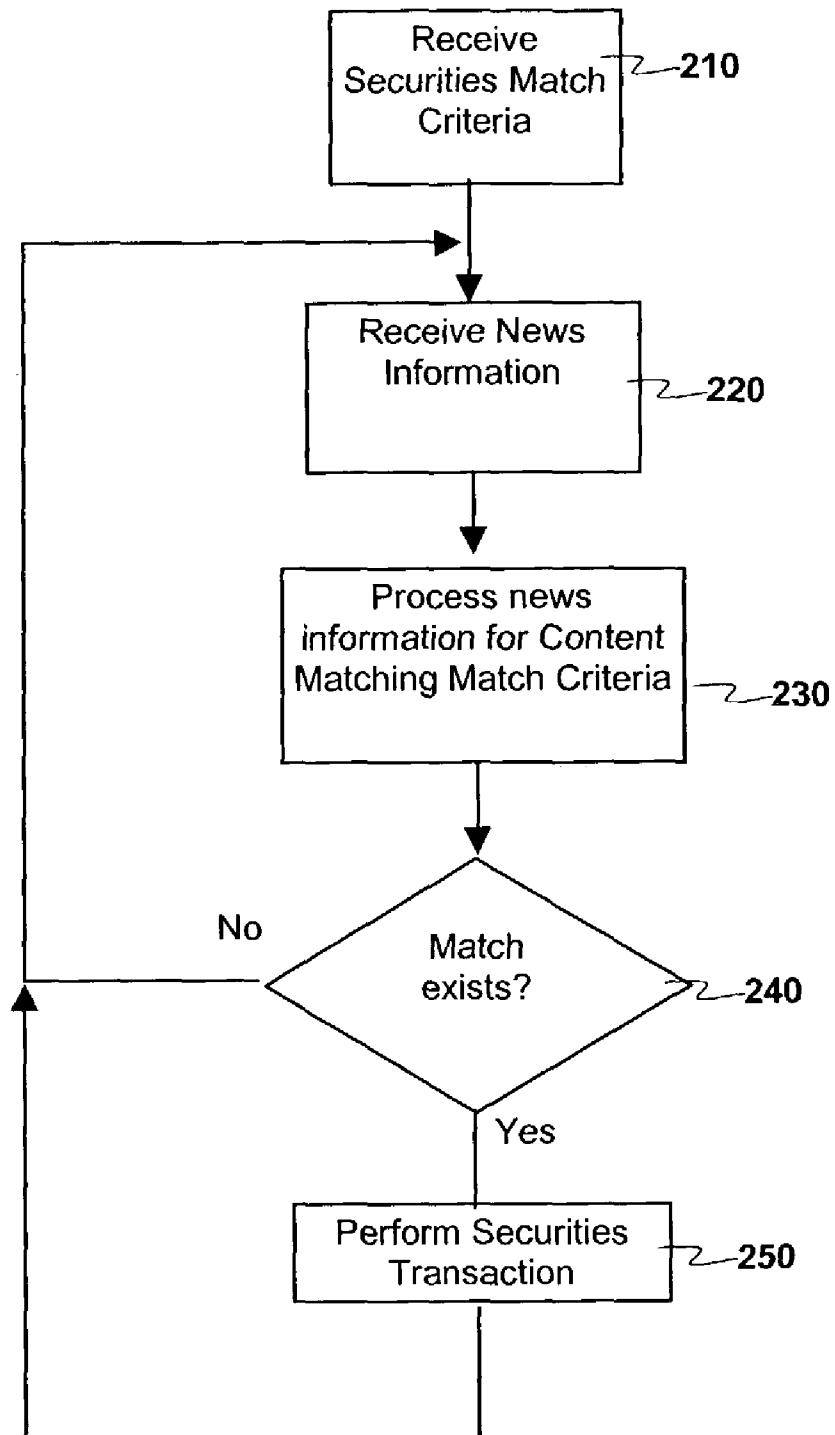 Receive
Securities Match
Criteria
210
Receive News
Information
220
Process news
information for Content
Matching Match Criteria
230
No
Match
exists?
240
Yes
Perform Securities
Transaction
250